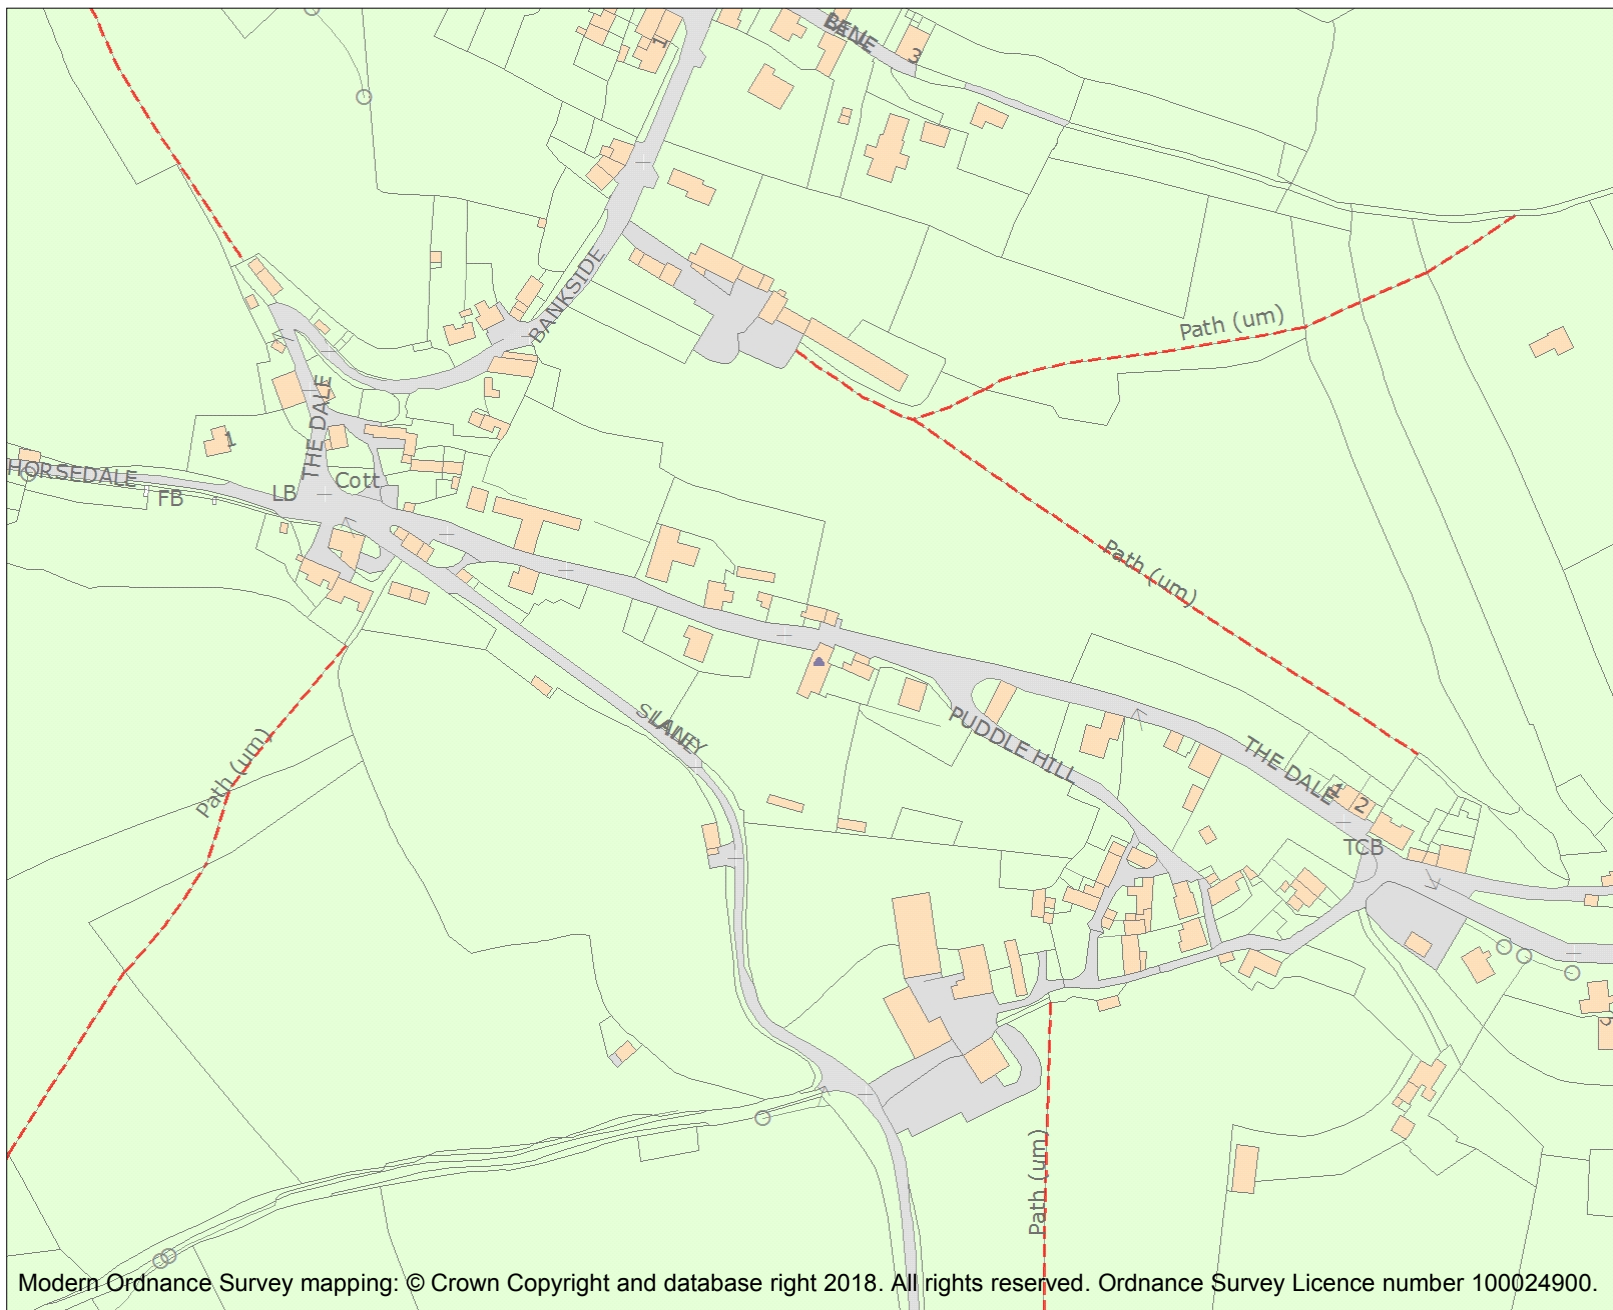 1
3
BANKSIDE
Path (um)
THE DALE
1
HORSEDALE
FB
LB
Cott
Path (um)
PUDDLE HILL
THE DALE
1
2
TCB
Path (um)
Path (um)
Modern Ordnance Survey mapping: © Crown Copyright and database right 2018. All rights reserved. Ordnance Survey Licence number 100024900.